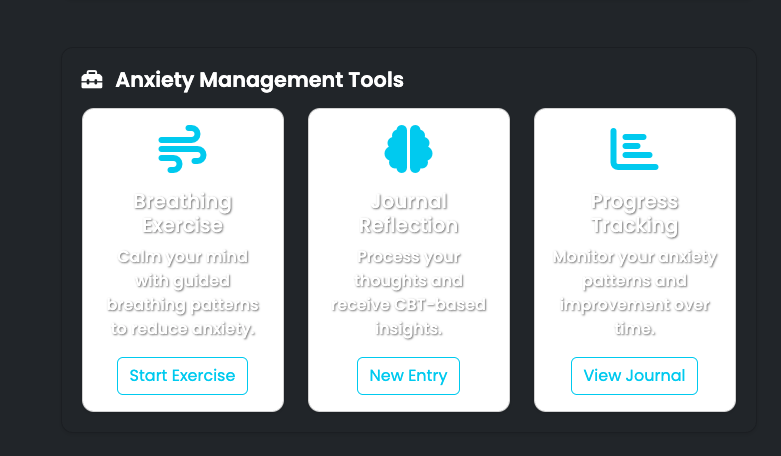 Anxiety Management Tools
Breathing
Exercise
Calm your mind
with guided
breathing patterns
to reduce anxiety.
Start Exercise
Journal
Reflection
Process your
thoughts and
receive CBT-based
insights.
New Entry
Progress
Tracking
Monitor your anxiety
patterns and
improvement over
time.
View Journal